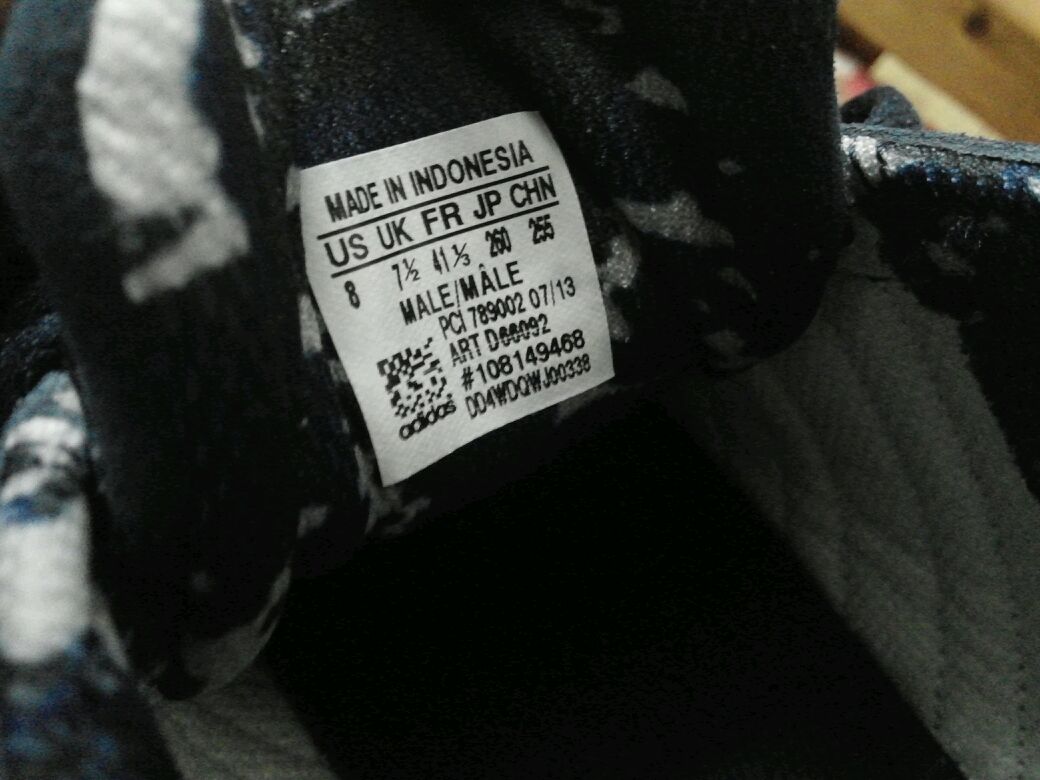 MADE IN INDONESIA
US UK FR JP CHN
8 7½ 41⅓ 260 255
MALE/MÂLE
PCI 789002 07/13
ART D66092
#108149468
DD4WDQWJ00338
adidas